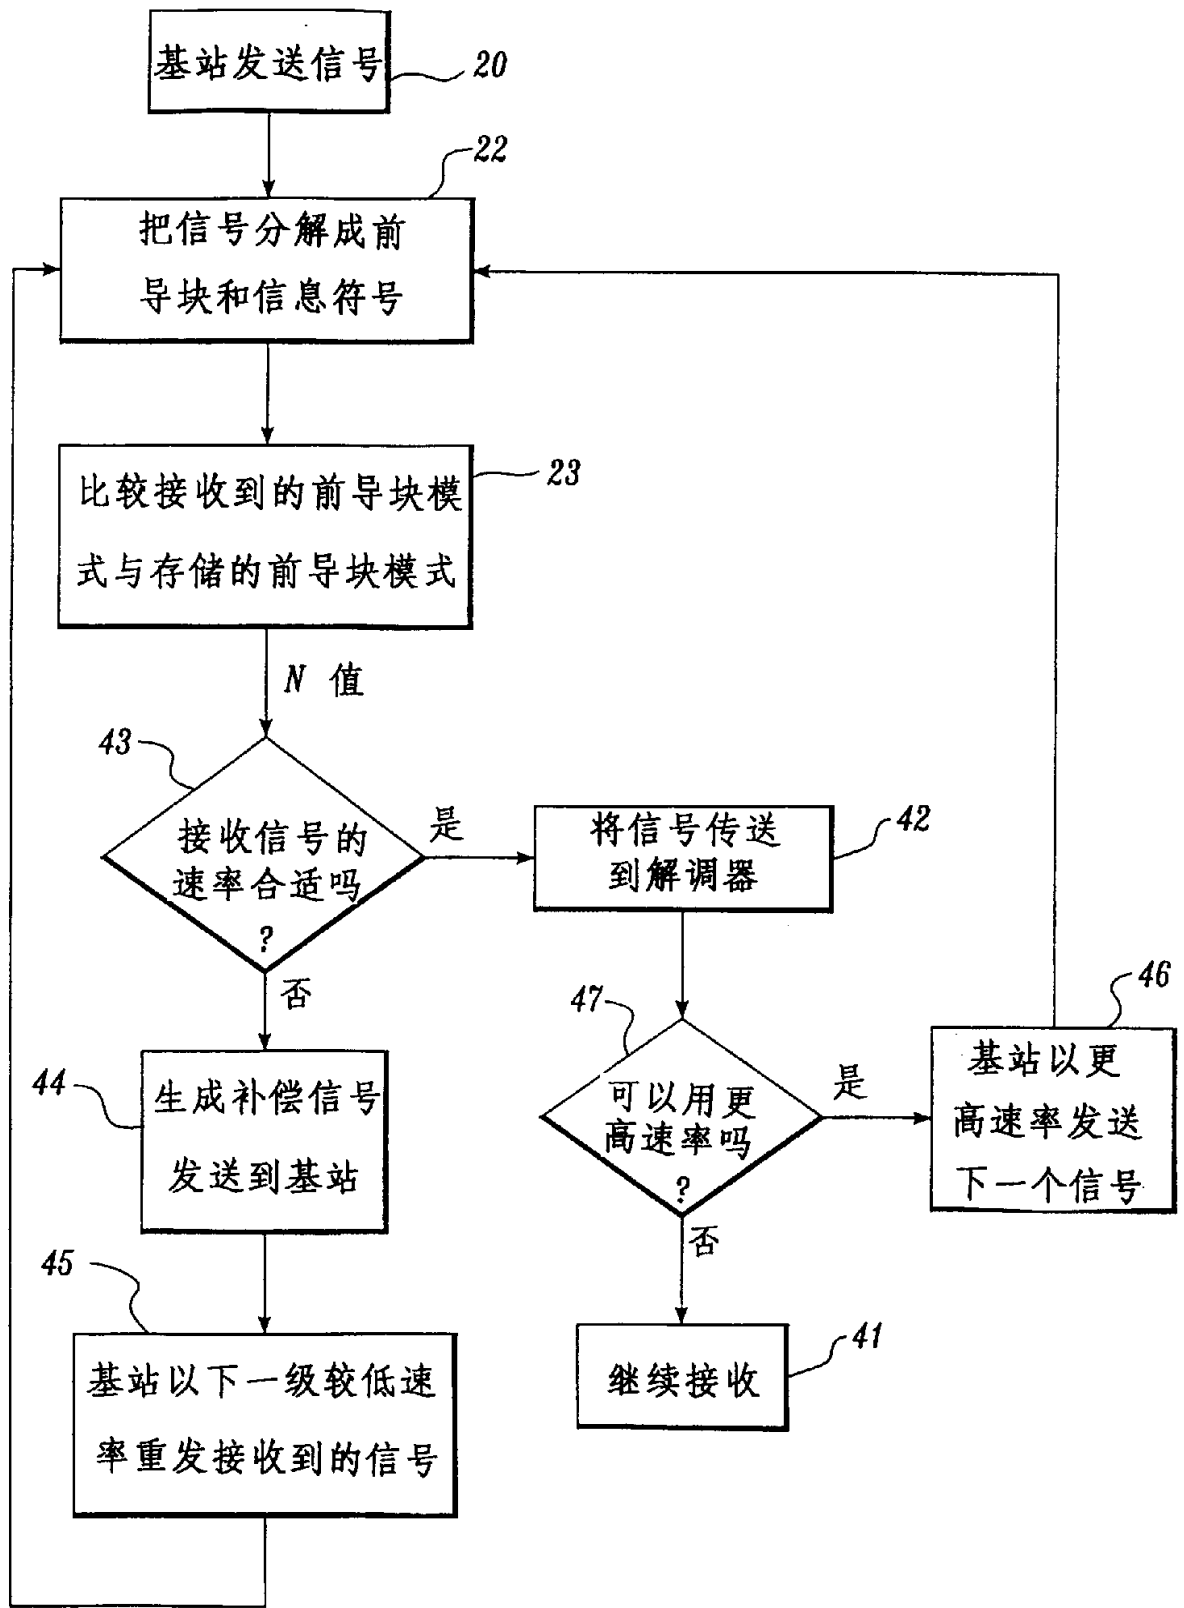 基站发送信号
20
22
把信号分解成前
导块和信息符号
23
比较接收到的前导块模
式与存储的前导块模式
N 值
43
接收信号的
速率合适吗
?
是
否
42
将信号传送
到解调器
47
可以用更
高速率吗
?
是
否
46
基站以更
高速率发送
下一个信号
44
生成补偿信号
发送到基站
45
基站以下一级较低速
率重发接收到的信号
41
继续接收